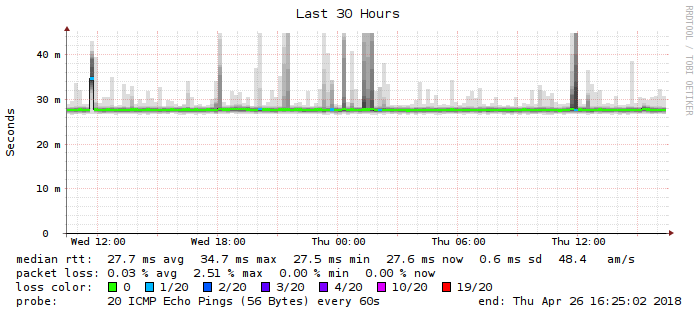 Last 30 Hours
RRDTOOL / TOBI OETIKER
Seconds
40 m
30 m
20 m
10 m
0
Wed 12:00 Wed 18:00 Thu 00:00 Thu 06:00 Thu 12:00
median rtt: 27.7 ms avg 34.7 ms max 27.5 ms min 27.6 ms now 0.6 ms sd 48.4 am/s
packet loss: 0.03 % avg 2.51 % max 0.00 % min 0.00 % now
loss color: 0 1/20 2/20 3/20 4/20 10/20 19/20
probe: 20 ICMP Echo Pings (56 Bytes) every 60s end: Thu Apr 26 16:25:02 2018